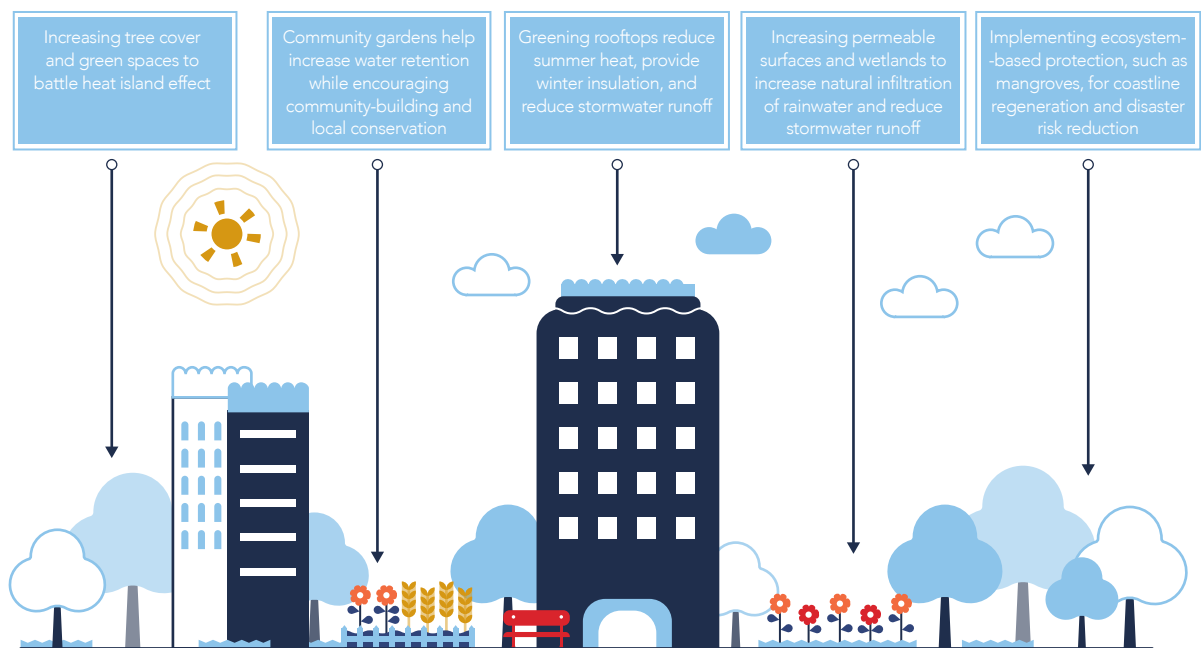 Increasing tree cover
and green spaces to
battle heat island effect
Community gardens help
increase water retention
while encouraging
community-building and
local conservation
Greening rooftops reduce
summer heat, provide
winter insulation, and
reduce stormwater runoff
Increasing permeable
surfaces and wetlands to
increase natural infiltration
of rainwater and reduce
stormwater runoff
Implementing ecosystem-
-based protection, such as
mangroves, for coastline
regeneration and disaster
risk reduction